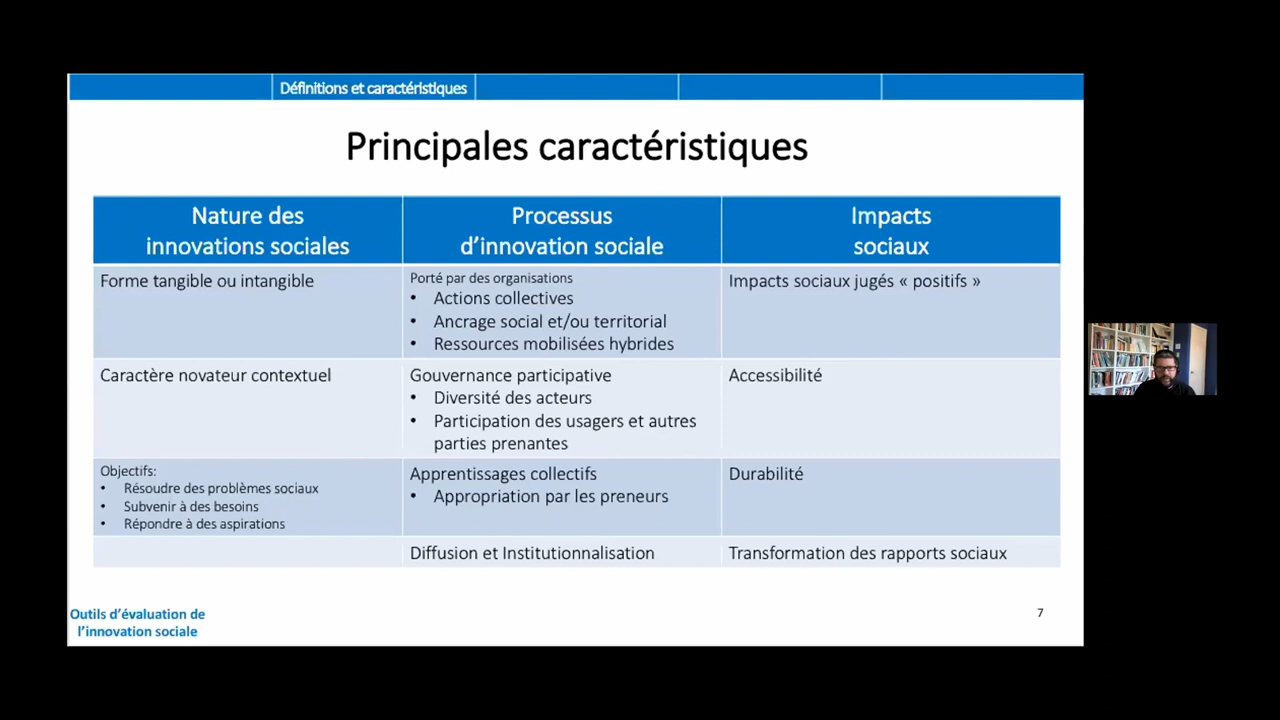 Définitions et caractéristiques
Principales caractéristiques
Nature des
innovations sociales
Processus
d’innovation sociale
Impacts
sociaux
Forme tangible ou intangible
Porté par des organisations
• Actions collectives
• Ancrage social et/ou territorial
• Ressources mobilisées hybrides
Impacts sociaux jugés « positifs »
Caractère novateur contextuel
Gouvernance participative
• Diversité des acteurs
• Participation des usagers et autres
parties prenantes
Accessibilité
Objectifs:
• Résoudre des problèmes sociaux
• Subvenir à des besoins
• Répondre à des aspirations
Apprentissages collectifs
• Appropriation par les preneurs
Durabilité
Diffusion et Institutionnalisation
Transformation des rapports sociaux
Outils d’évaluation de
l’innovation sociale
7